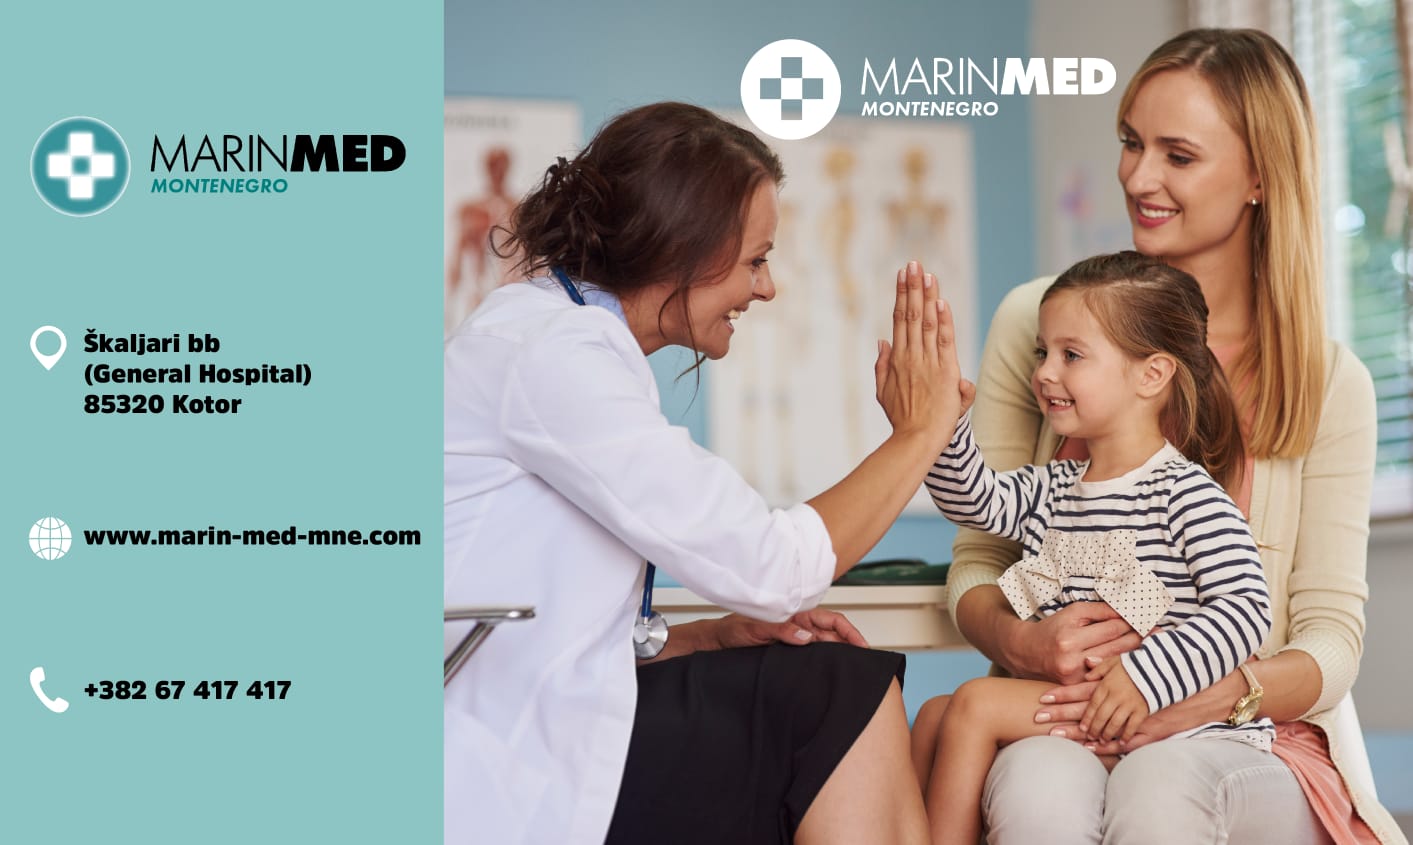 MARINMED
MONTENEGRO
Škaljari bb
(General Hospital)
85320 Kotor
www.marin-med-mne.com
+382 67 417 417
MARINMED
MONTENEGRO